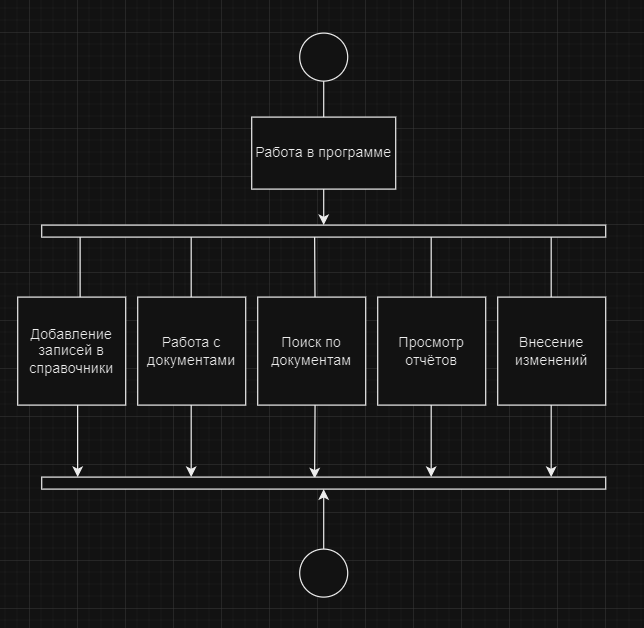 Работа в программе
Добавление
записей в
справочники
Работа с
документами
Поиск по
документам
Просмотр
отчётов
Внесение
изменений